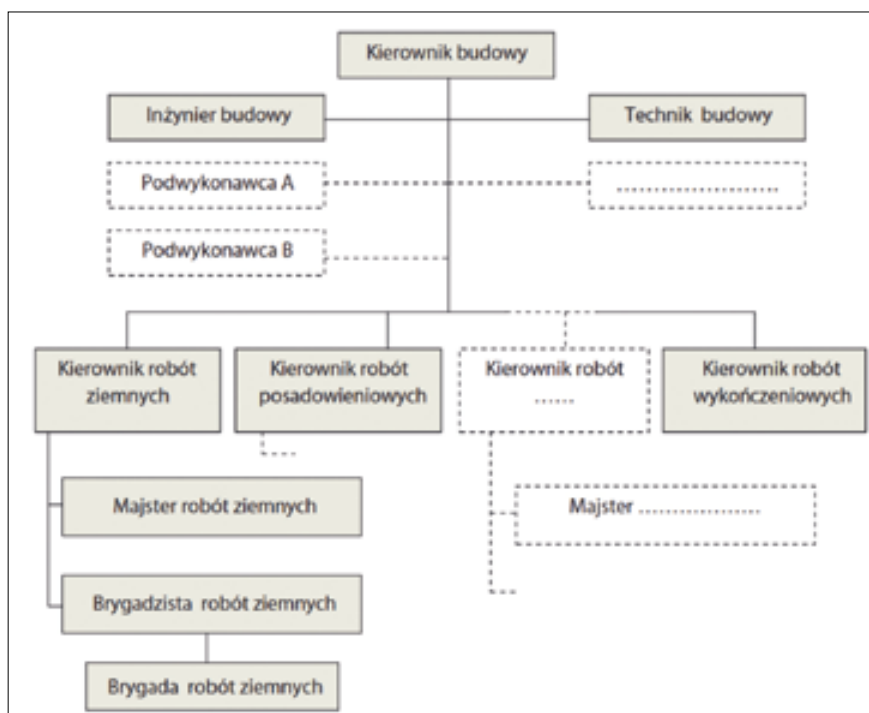 Kierownik budowy
Inżynier budowy
Technik budowy
Podwykonawca A
........................
Podwykonawca B
Kierownik robót
ziemnych
Kierownik robót
posadowieniowych
Kierownik robót
......
Kierownik robót
wykończeniowych
Majster robót ziemnych
Majster ..................
Brygadzista robót ziemnych
Brygada robót ziemnych